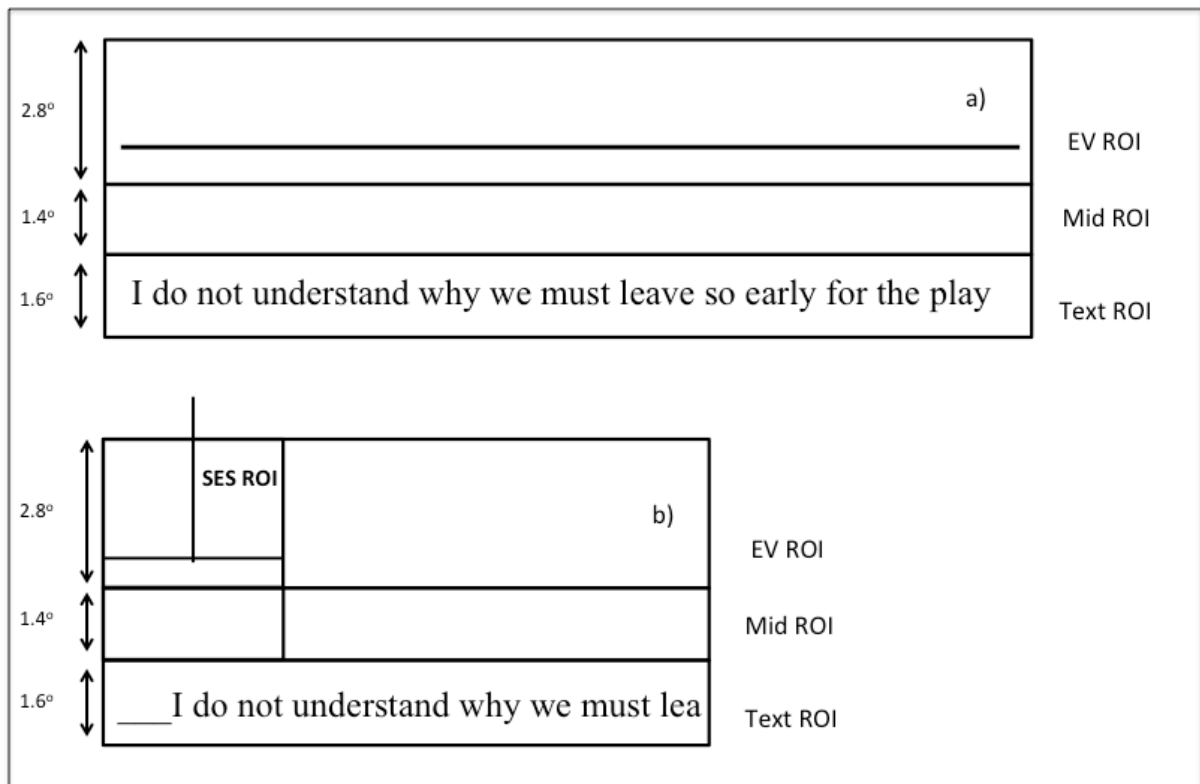 a)
2.8°
EV ROI
1.4°
Mid ROI
1.6°
I do not understand why we must leave so early for the play
Text ROI
SES ROI
2.8°
b)
EV ROI
1.4°
Mid ROI
1.6°
___I do not understand why we must lea
Text ROI